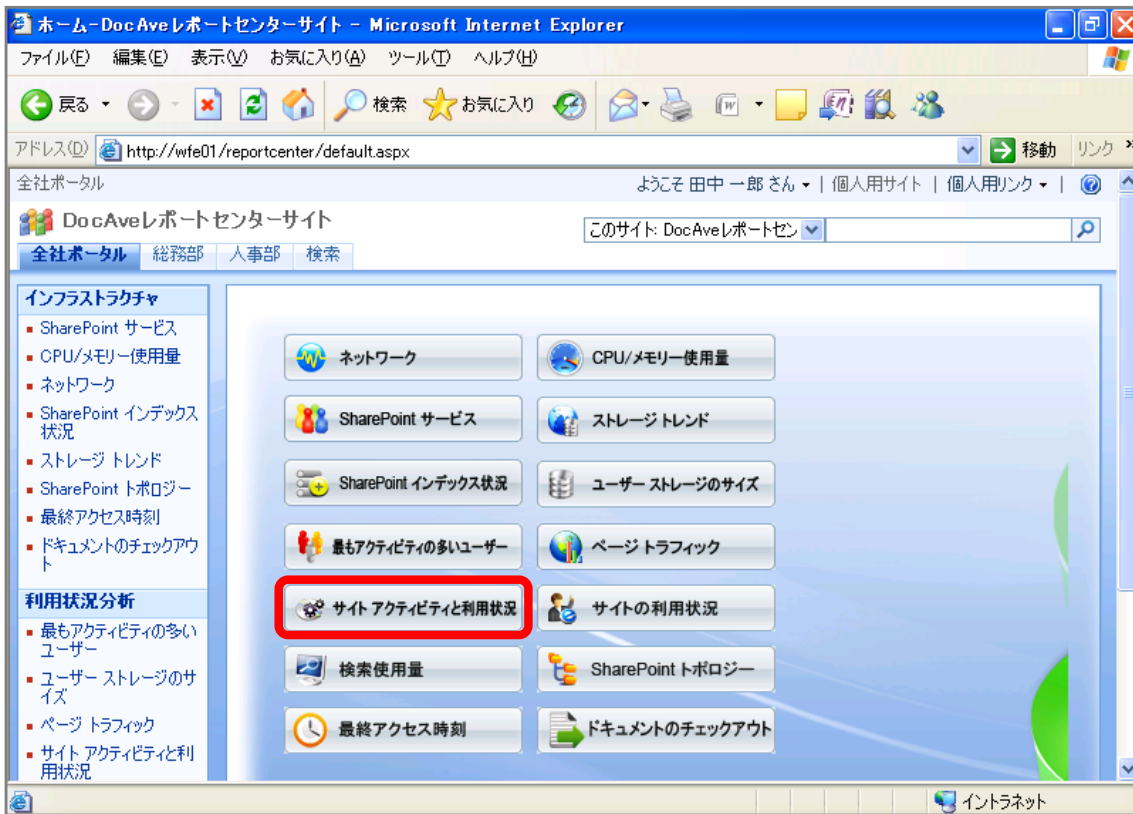 ホーム-DocAveレポートセンターサイト - Microsoft Internet Explorer
ファイル(F) 編集(E) 表示(V) お気に入り(A) ツール(T) ヘルプ(H)
戻る 検索 お気に入り
アドレス(D) http://wfe01/reportcenter/default.aspx 移動 リンク »
全社ポータル ようこそ 田中 一郎 さん | 個人用サイト | 個人用リンク |
DocAveレポートセンターサイト このサイト: DocAveレポートセン
全社ポータル 総務部 人事部 検索
インフラストラクチャ
SharePoint サービス
CPU/メモリー使用量
ネットワーク
SharePoint インデックス
状況
ストレージ トレンド
SharePoint トポロジー
最終アクセス時刻
ドキュメントのチェックアウ
ト
利用状況分析
最もアクティビティの多い
ユーザー
ユーザー ストレージのサ
イズ
ページ トラフィック
サイト アクティビティと利
用状況
ネットワーク CPU/メモリー使用量
SharePoint サービス ストレージ トレンド
SharePoint インデックス状況 ユーザー ストレージのサイズ
最もアクティビティの多いユーザー ページ トラフィック
サイト アクティビティと利用状況 サイトの利用状況
検索使用量 SharePoint トポロジー
最終アクセス時刻 ドキュメントのチェックアウト
イントラネット